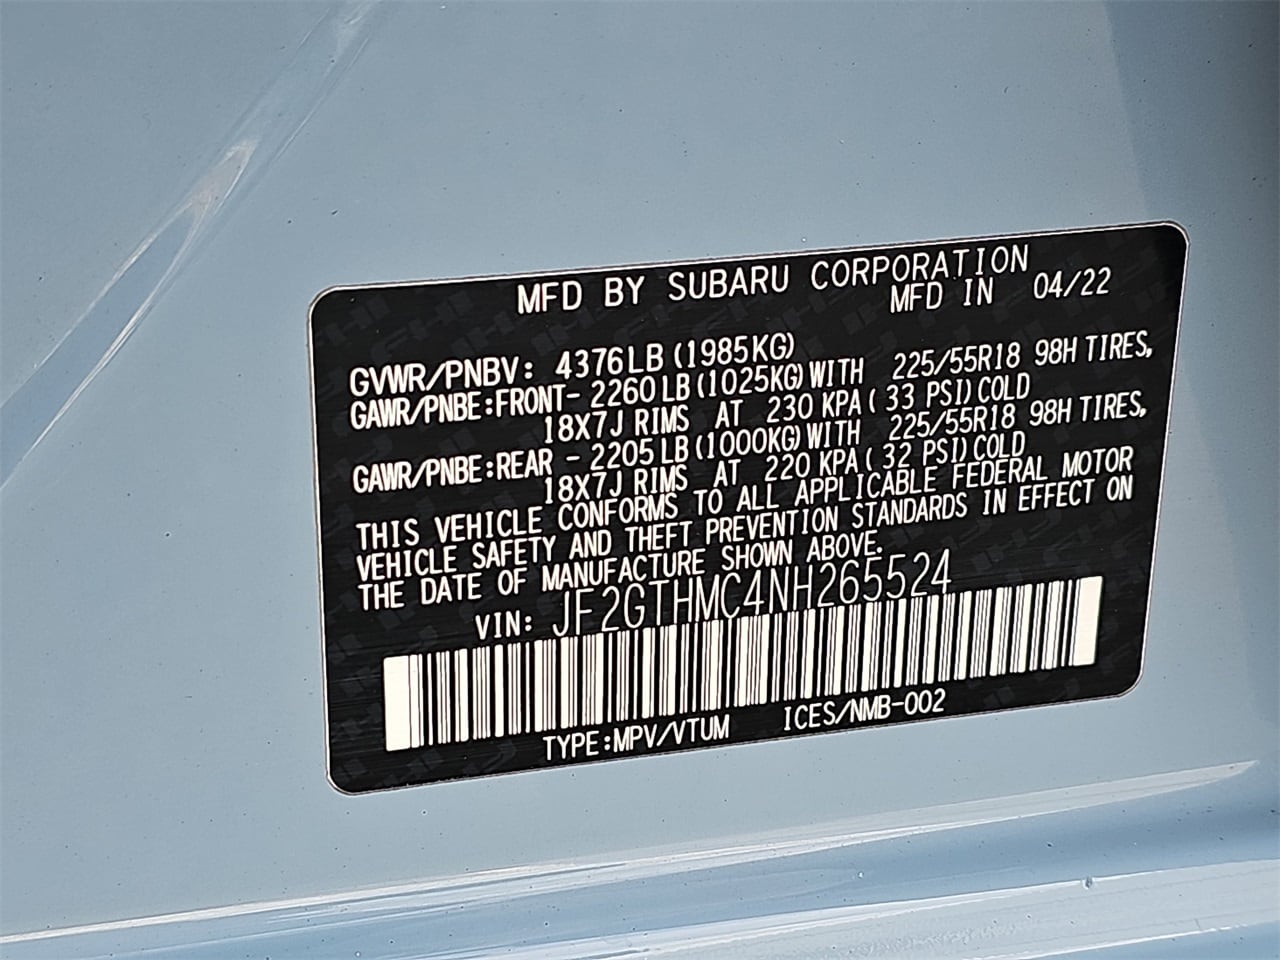 MFD BY SUBARU CORPORATION
MFD IN 04/22
GVWR/PNBV: 4376LB (1985KG)
GAWR/PNBE:FRONT- 2260LB (1025KG) WITH 225/55R18 98H TIRES,
18X7J RIMS AT 230 KPA ( 33 PSI) COLD
GAWR/PNBE:REAR - 2205LB (1000KG) WITH 225/55R18 98H TIRES,
18X7J RIMS AT 220 KPA ( 32 PSI) COLD
THIS VEHICLE CONFORMS TO ALL APPLICABLE FEDERAL MOTOR
VEHICLE SAFETY AND THEFT PREVENTION STANDARDS IN EFFECT ON
THE DATE OF MANUFACTURE SHOWN ABOVE.
VIN: JF2GTHMC4NH265524
TYPE:MPV/VTUM ICES/NMB-002